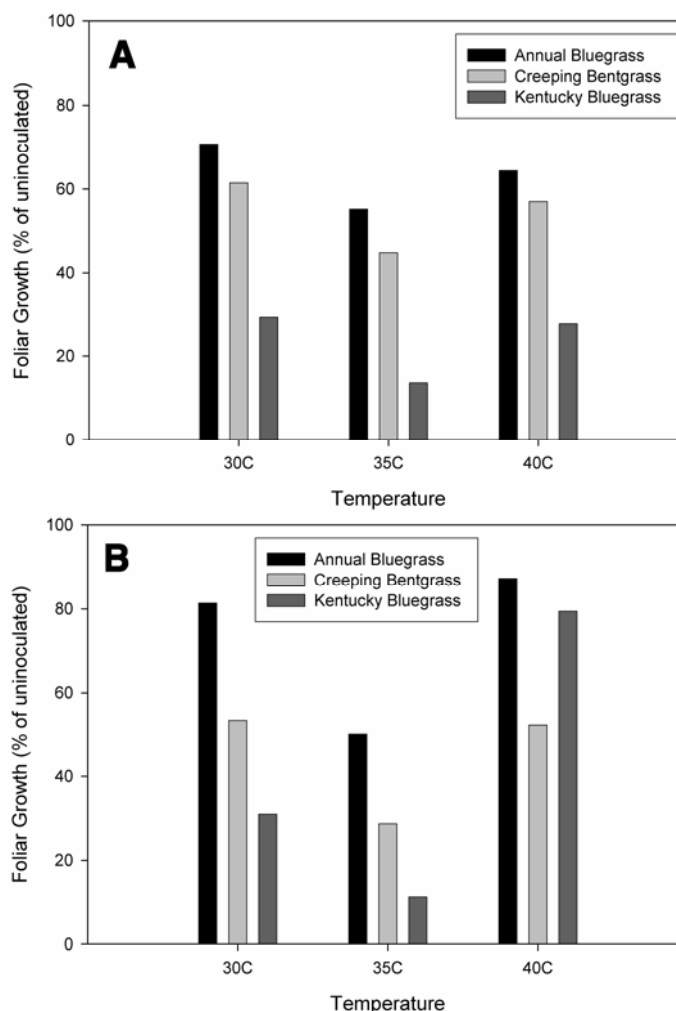 A
Annual Bluegrass
Creeping Bentgrass
Kentucky Bluegrass
Foliar Growth (% of uninoculated)
100
80
60
40
20
0
30C 35C 40C
Temperature
B
Annual Bluegrass
Creeping Bentgrass
Kentucky Bluegrass
Foliar Growth (% of uninoculated)
100
80
60
40
20
0
30C 35C 40C
Temperature